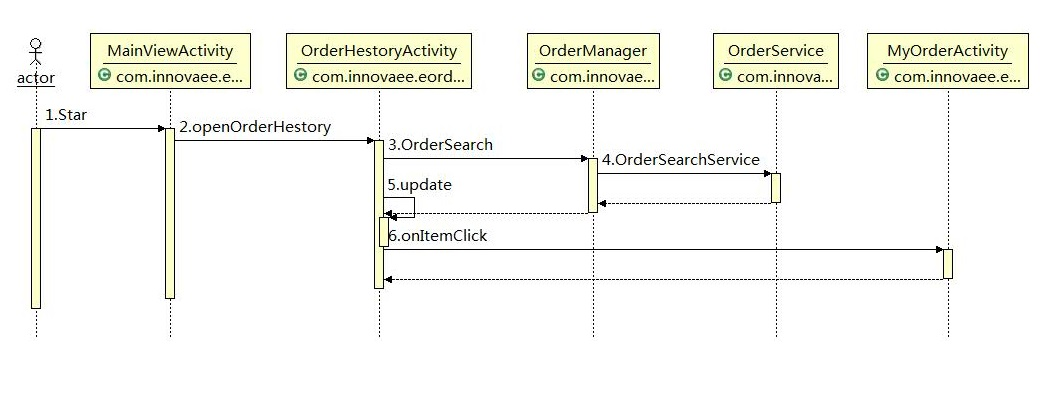 actor
MainViewActivity
com.innovaee.e...
OrderHestoryActivity
com.innovaee.eord...
OrderManager
com.innovae...
OrderService
com.innova...
MyOrderActivity
com.innovaee.e...
1.Star
2.openOrderHestory
3.OrderSearch
4.OrderSearchService
5.update
6.onItemClick